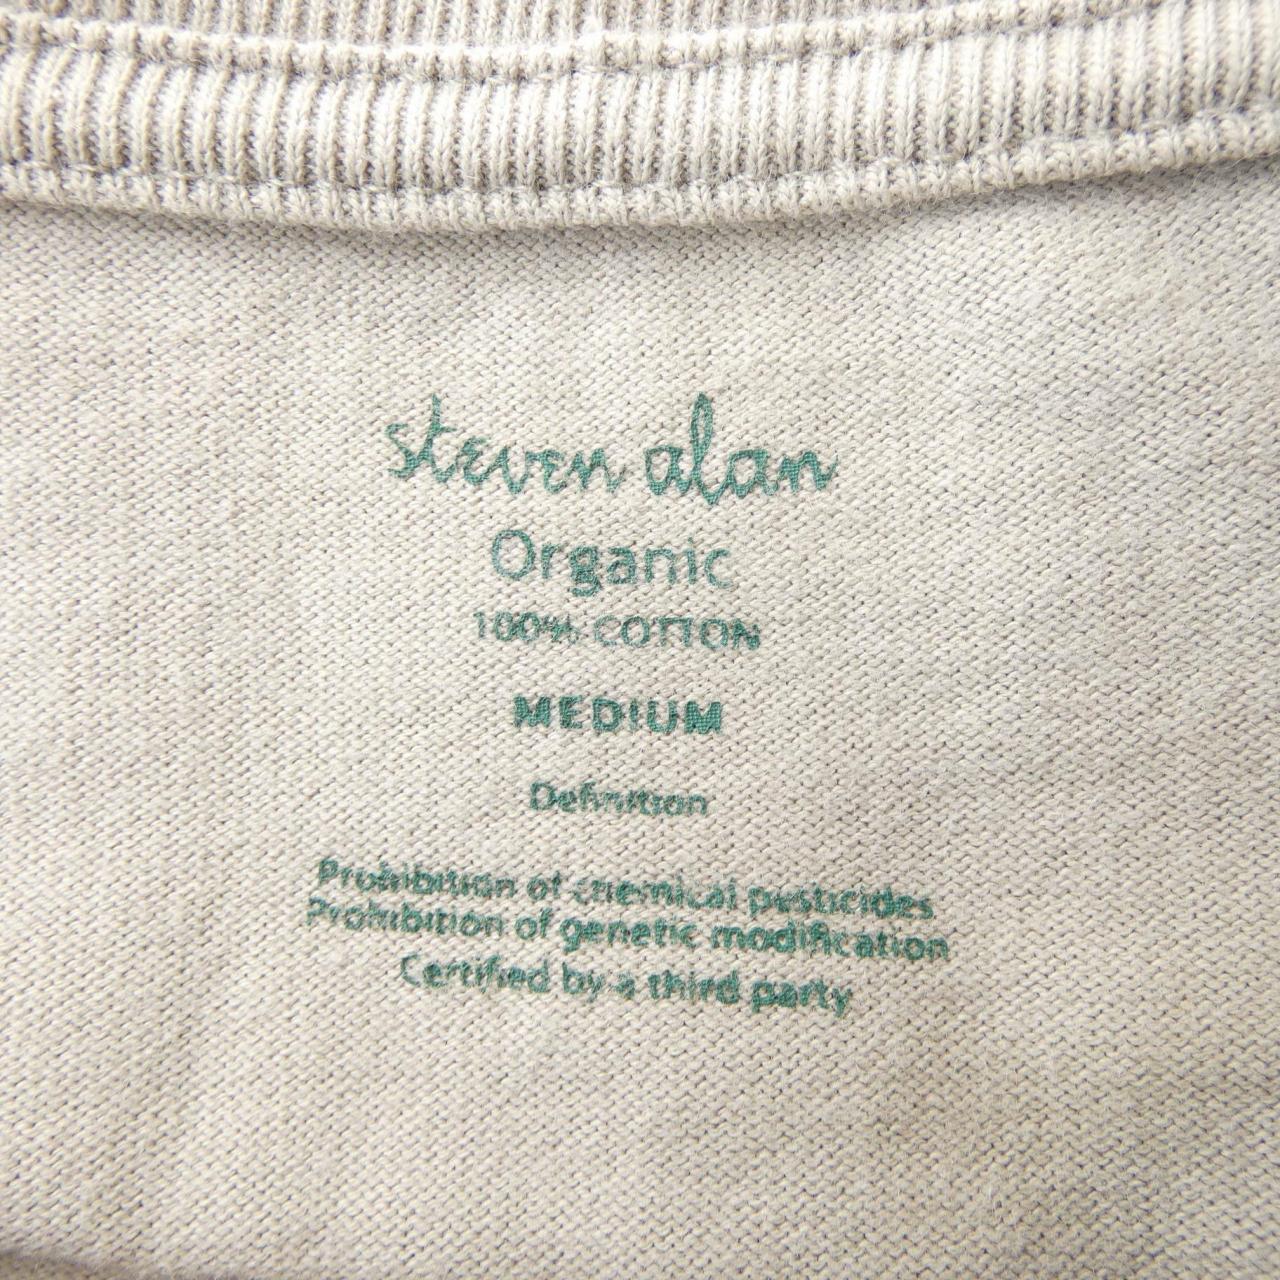 steven alan
Organic
100% COTTON
MEDIUM
Definition
Prohibition of chemical pesticides
Prohibition of genetic modification
Certified by a third party